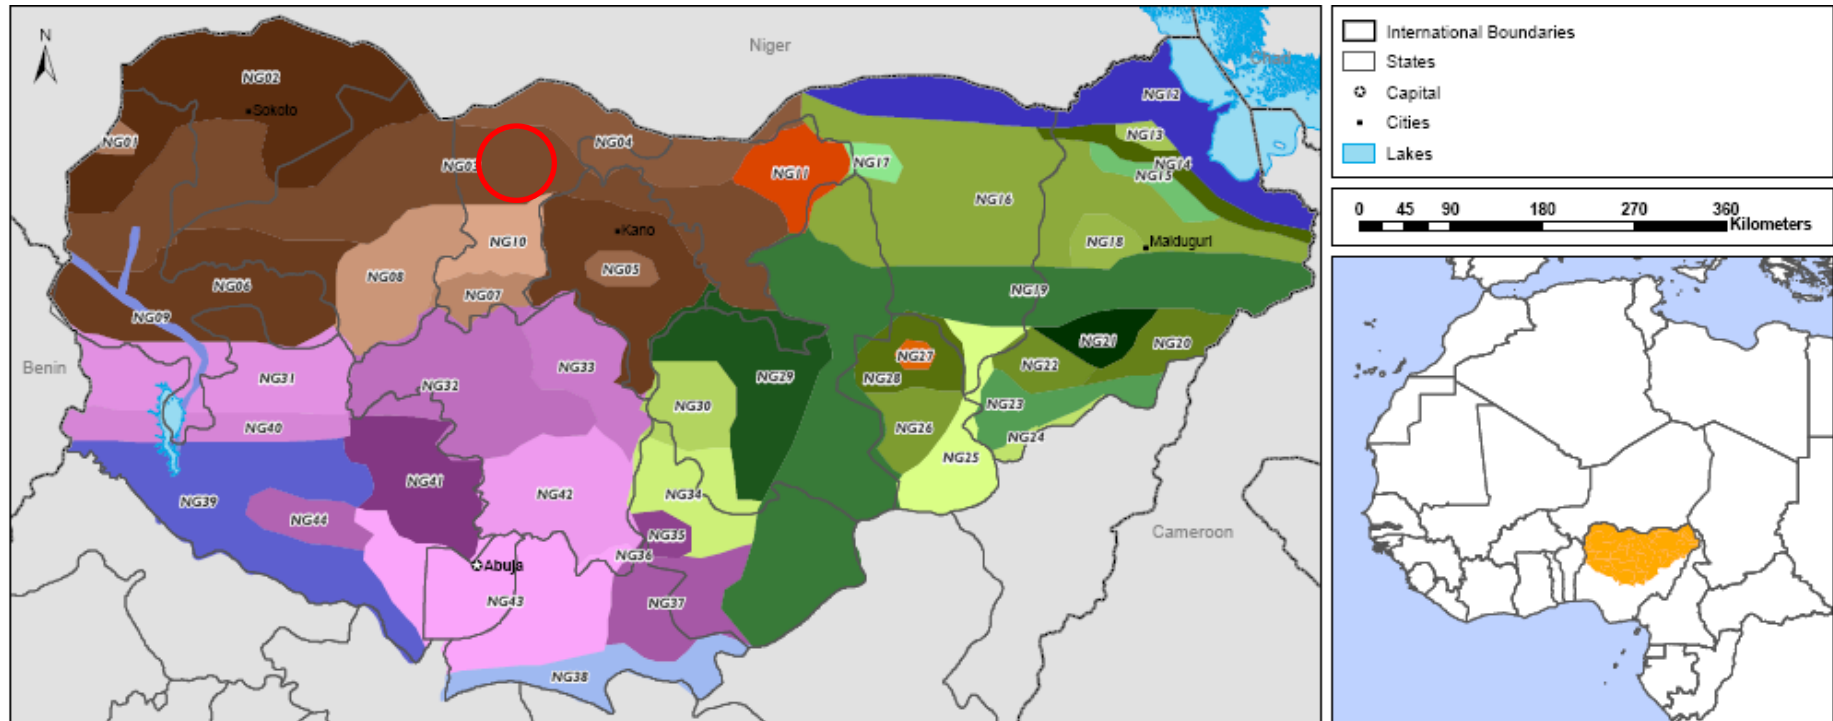 N
Niger
Chad
NG02
Sokoto
NG12
NG01
NG13
NG04
NG03
NG14
NG17
NG11
NG15
NG16
Kano
NG10
NG18
Maiduguri
NG08
NG05
NG06
NG07
NG19
NG09
NG21
NG20
NG27
NG22
Benin
NG31
NG33
NG29
NG28
NG32
NG30
NG23
NG40
NG26
NG24
NG25
NG41
NG42
NG34
NG39
NG44
NG35
Cameroon
NG36
Abuja
NG43
NG37
NG38
International Boundaries
States
Capital
Cities
Lakes
0 45 90 180 270 360
Kilometers